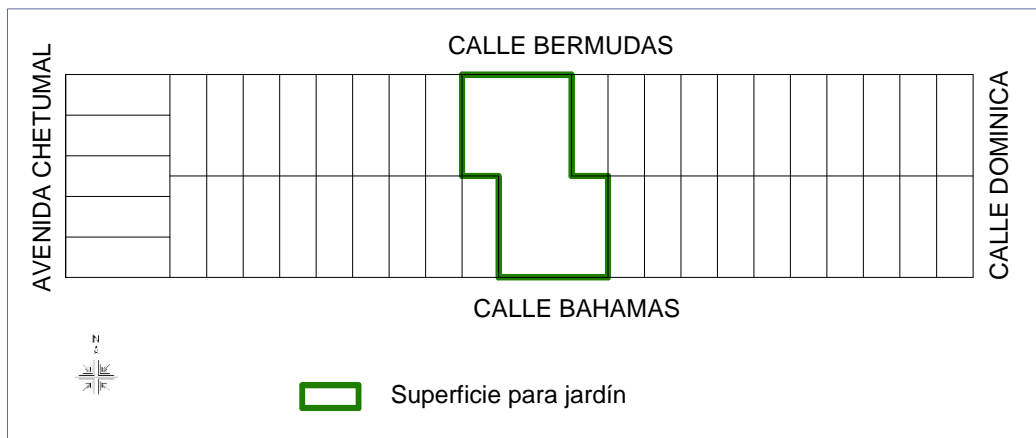 CALLE BERMUDAS
AVENIDA CHETUMAL
CALLE DOMINICA
CALLE BAHAMAS
N
Superficie para jardín